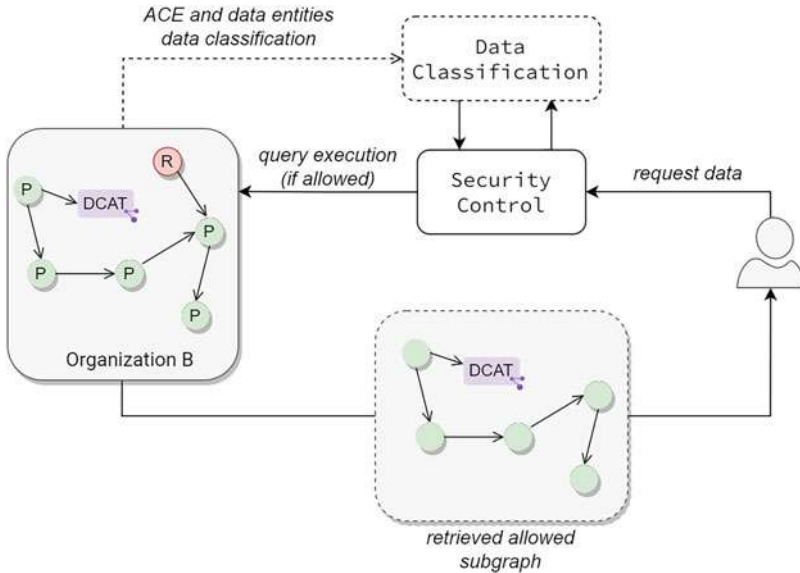 ACE and data entities
data classification
Data
Classification
query execution
(if allowed)
Security
Control
request data
R
P
DCAT
P
P
P
P
Organization B
DCAT
retrieved allowed
subgraph